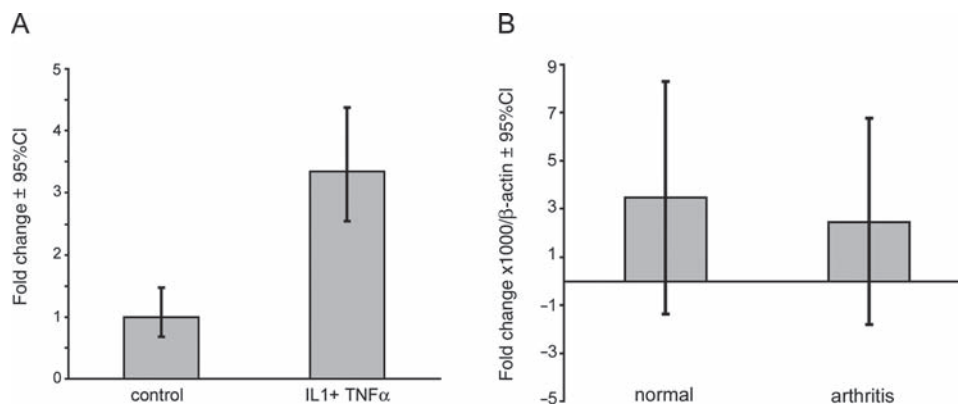 A
Fold change ± 95%CI
5
4
3
2
1
0
control
IL1+ TNFα
B
Fold change x1000/β-actin ± 95%CI
9
7
5
3
1
−1
−3
−5
normal
arthritis